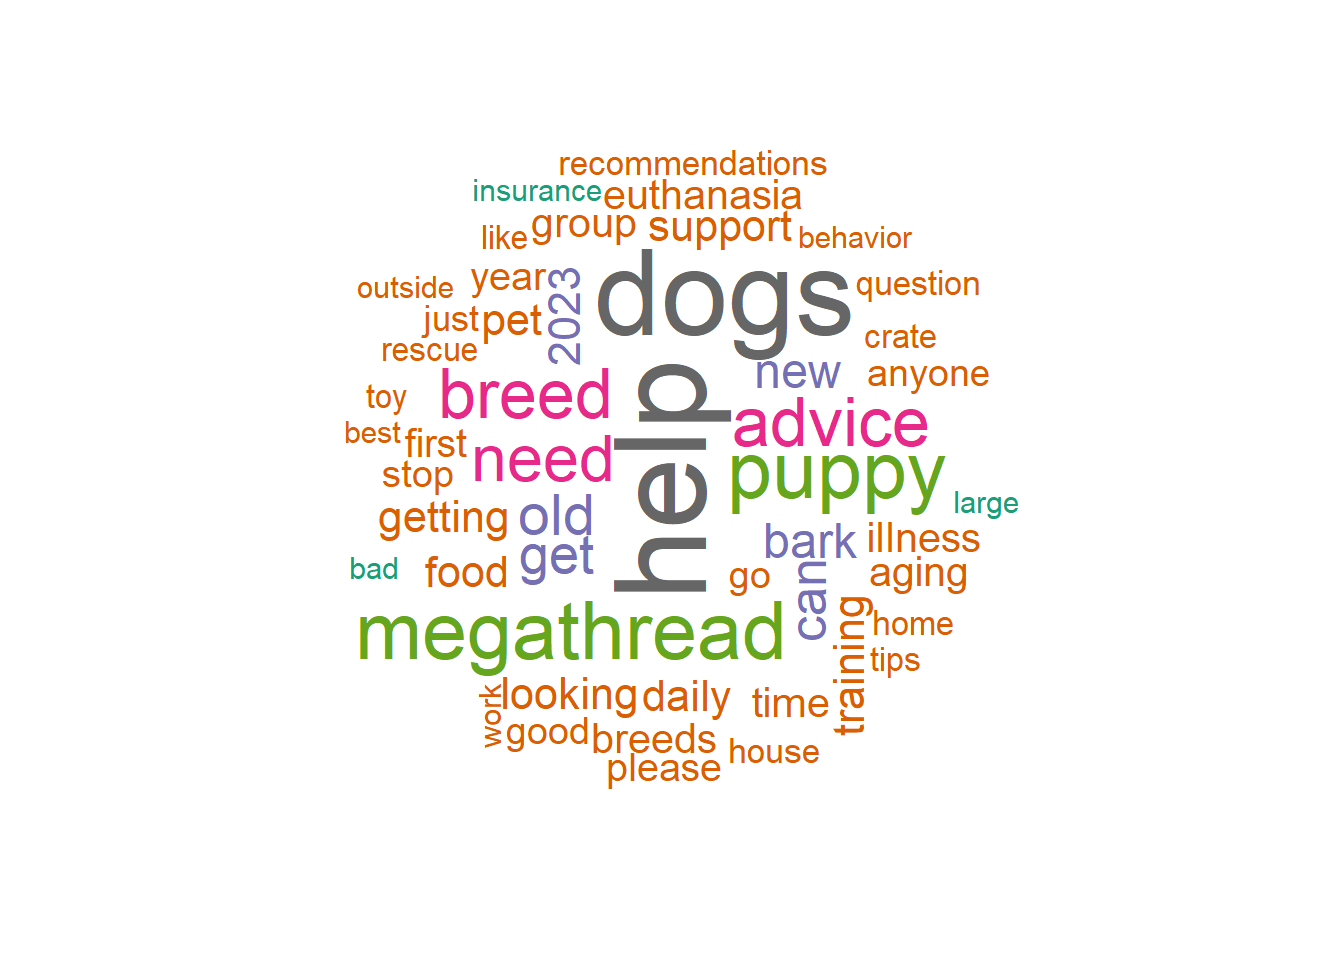 recommendations
insurance euthanasia
like group support behavior
outside year 2023 dogs question
just pet crate
rescue new anyone
toy breed help advice
best first need puppy
stop large
getting old bark illness
bad food get go can aging
megathread training home
tips
work looking daily time
good breeds house
please